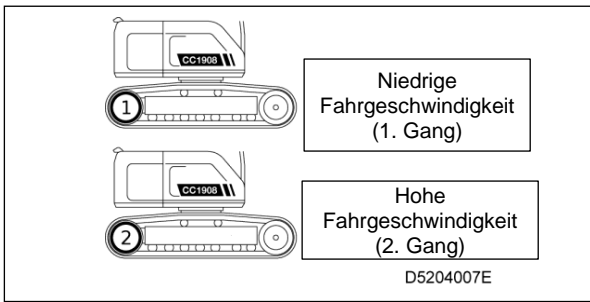 CC1908
1
Niedrige
Fahrgeschwindigkeit
(1. Gang)
CC1908
2
Hohe
Fahrgeschwindigkeit
(2. Gang)
D5204007E